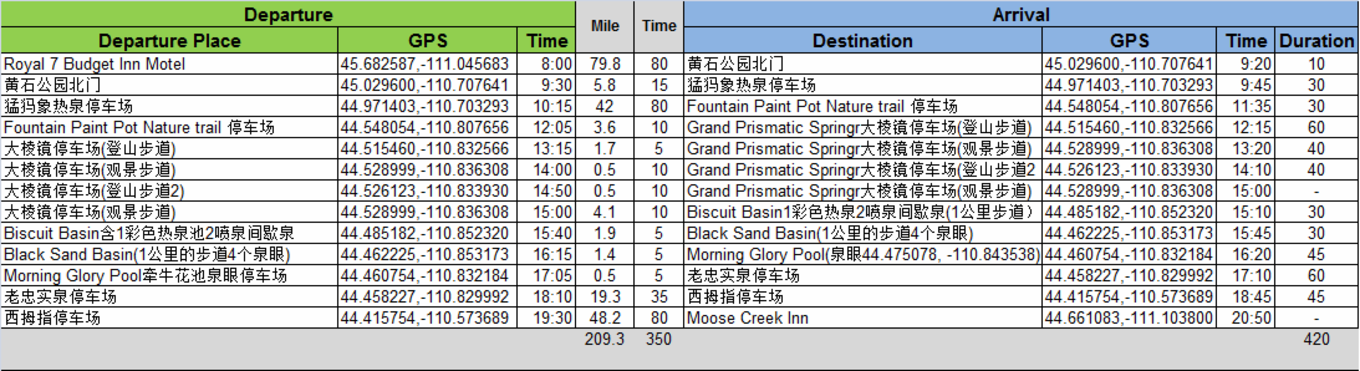 Departure Mile Time Arrival
Departure Place GPS Time Destination GPS Time Duration
Royal 7 Budget Inn Motel 45.682587,-111.045683 8:00 79.8 80 黄石公园北门 45.029600,-110.707641 9:20 10
黄石公园北门 45.029600,-110.707641 9:30 5.8 15 猛犸象热泉停车场 44.971403,-110.703293 9:45 30
猛犸象热泉停车场 44.971403,-110.703293 10:15 42 80 Fountain Paint Pot Nature trail 停车场 44.548054,-110.807656 11:35 30
Fountain Paint Pot Nature trail 停车场 44.548054,-110.807656 12:05 3.6 10 Grand Prismatic Springr大棱镜停车场(登山步道) 44.515460,-110.832566 12:15 60
大棱镜停车场(登山步道) 44.515460,-110.832566 13:15 1.7 5 Grand Prismatic Springr大棱镜停车场(观景步道) 44.528999,-110.836308 13:20 40
大棱镜停车场(观景步道) 44.528999,-110.836308 14:00 0.5 10 Grand Prismatic Springr大棱镜停车场(登山步道2 44.526123,-110.833930 14:10 40
大棱镜停车场(登山步道2) 44.526123,-110.833930 14:50 0.5 10 Grand Prismatic Springr大棱镜停车场(观景步道) 44.528999,-110.836308 15:00 -
大棱镜停车场(观景步道) 44.528999,-110.836308 15:00 4.1 10 Biscuit Basin1彩色热泉2喷泉间歇泉(1公里步道） 44.485182,-110.852320 15:10 30
Biscuit Basin含1彩色热泉池2喷泉间歇泉 44.485182,-110.852320 15:40 1.9 5 Black Sand Basin(1公里的步道4个泉眼) 44.462225,-110.853173 15:45 30
Black Sand Basin(1公里的步道4个泉眼) 44.462225,-110.853173 16:15 1.4 5 Morning Glory Pool(泉眼44.475078, -110.843538) 44.460754,-110.832184 16:20 45
Morning Glory Pool牵牛花池泉眼停车场 44.460754,-110.832184 17:05 0.5 5 老忠实泉停车场 44.458227,-110.829992 17:10 60
老忠实泉停车场 44.458227,-110.829992 18:10 19.3 35 西拇指停车场 44.415754,-110.573689 18:45 45
西拇指停车场 44.415754,-110.573689 19:30 48.2 80 Moose Creek Inn 44.661083,-111.103800 20:50 -
209.3 350 420